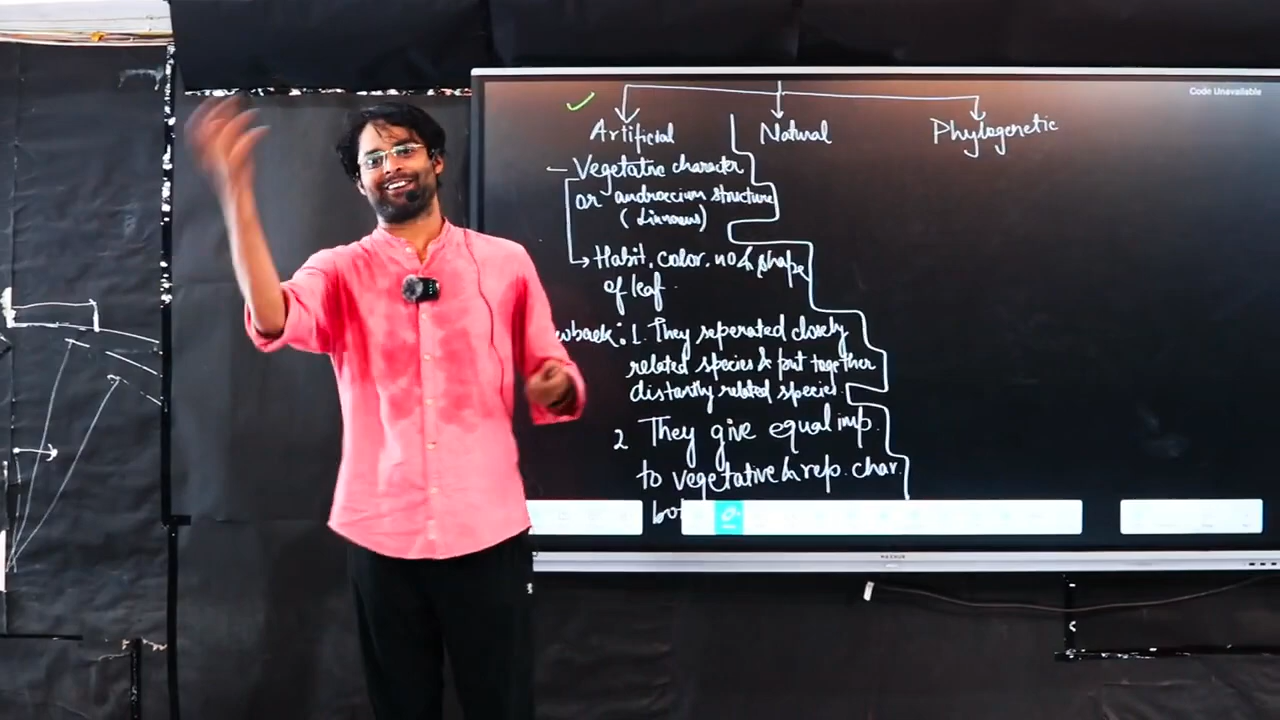 Code Unavailable
Artificial Natural Phylogenetic
– Vegetative character
or androecium structure
(Linnaeus)
→ Habit, color, no & shape
of leaf.
wback: 1. They seperated closely
related species & put together
distantly related species.
2 They give equal imp.
to vegetative & rep. char.